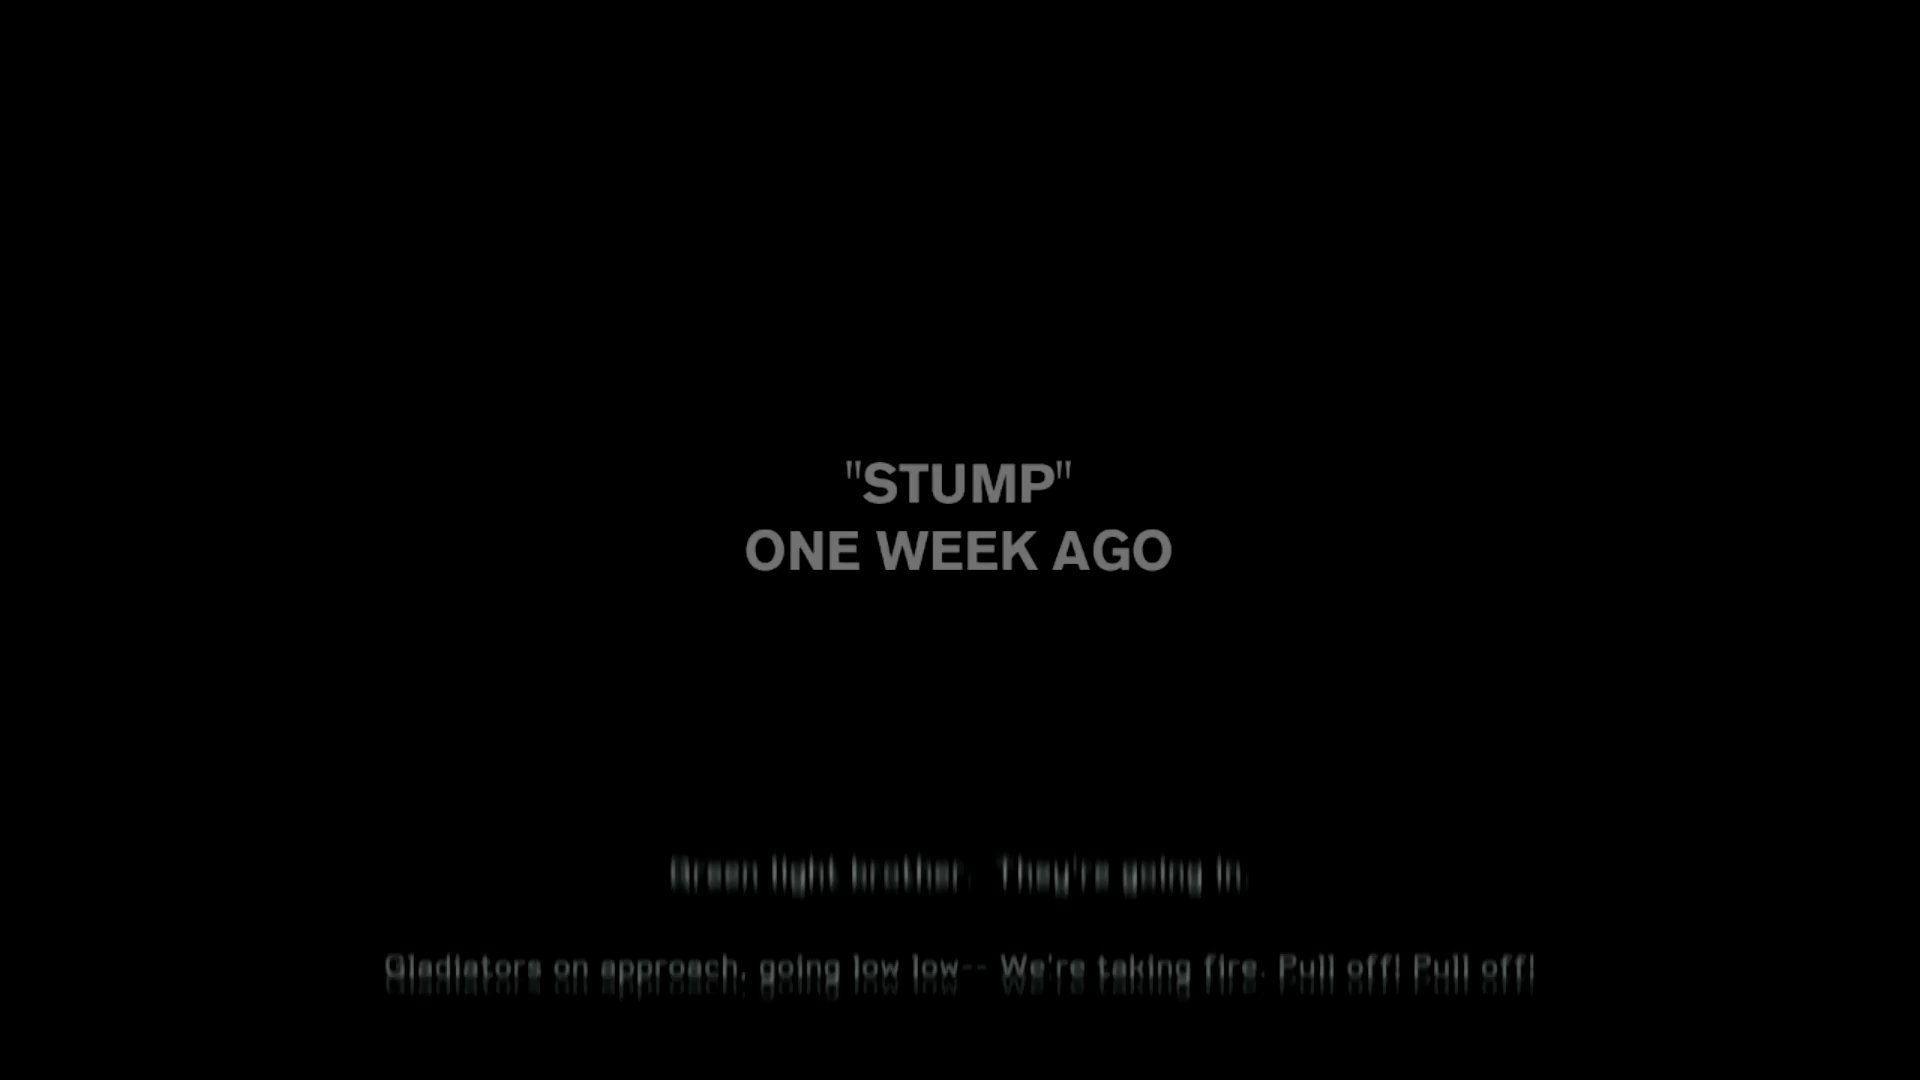 "STUMP"
ONE WEEK AGO
Green light brother. They're going in.
Gladiators on approach, going low low-- We're taking fire. Pull off! Pull off!